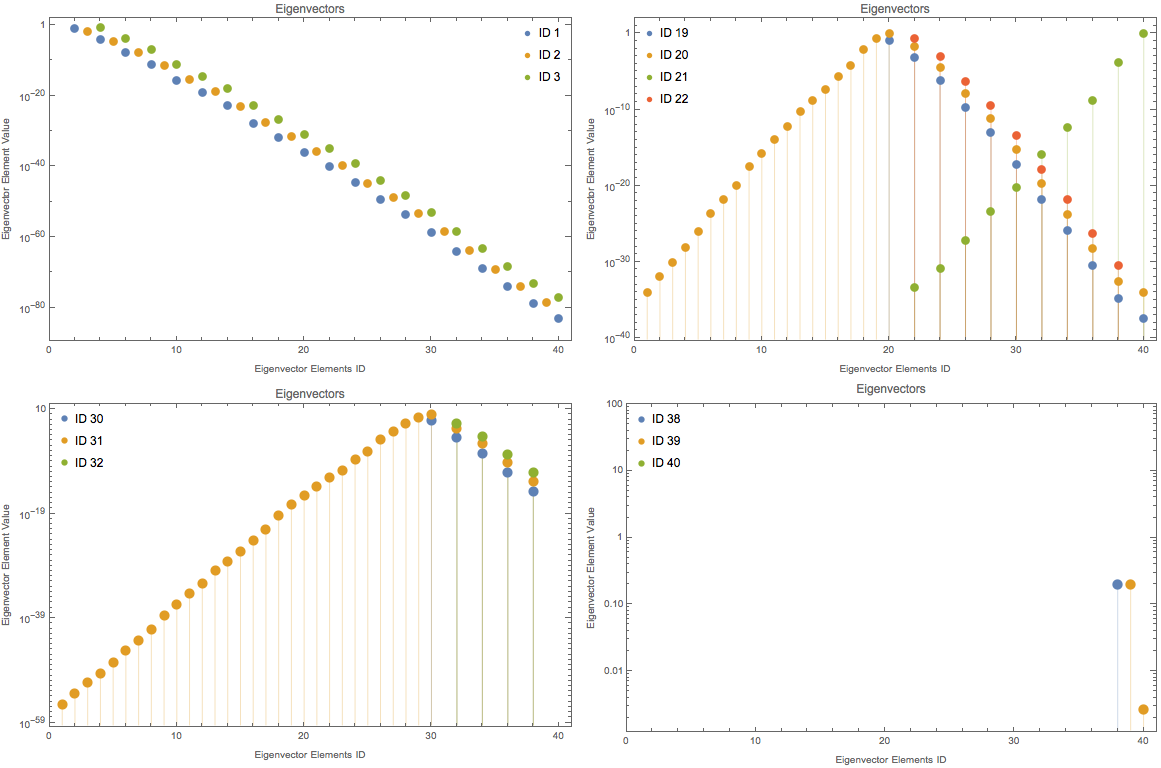 Eigenvectors
1
10−20
10−40
10−60
10−80
ID 1
ID 2
ID 3
Eigenvector Element Value
0 10 20 30 40
Eigenvector Elements ID
Eigenvectors
1
10−10
10−20
10−30
10−40
ID 19
ID 20
ID 21
ID 22
Eigenvector Element Value
0 10 20 30 40
Eigenvector Elements ID
Eigenvectors
10
10−19
10−39
10−59
ID 30
ID 31
ID 32
Eigenvector Element Value
0 10 20 30 40
Eigenvector Elements ID
Eigenvectors
100
10
1
0.10
0.01
ID 38
ID 39
ID 40
Eigenvector Element Value
0 10 20 30 40
Eigenvector Elements ID